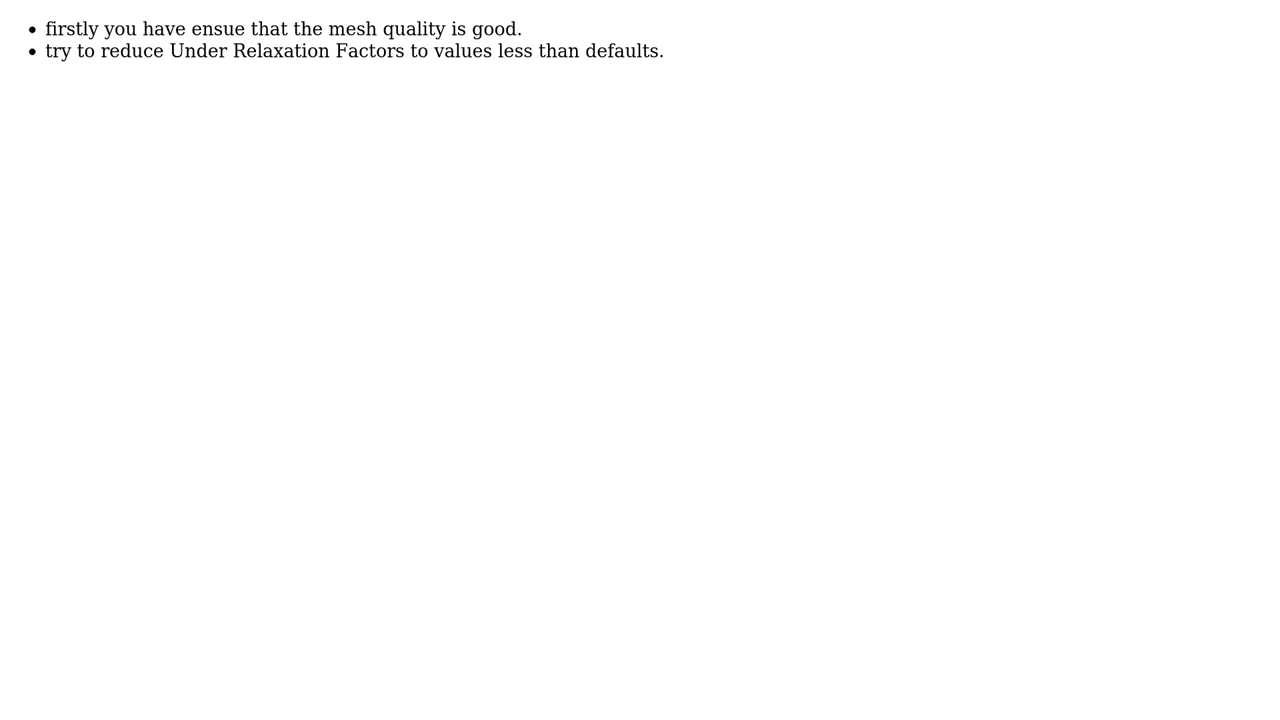 firstly you have ensue that the mesh quality is good.
try to reduce Under Relaxation Factors to values less than defaults.